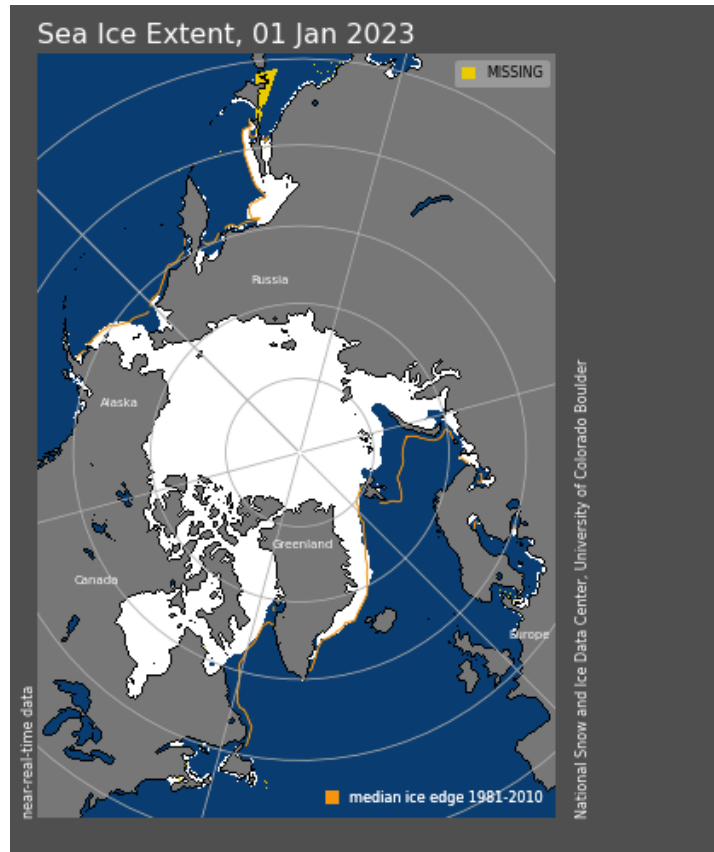 Sea Ice Extent, 01 Jan 2023
MISSING
Russia
Alaska
Greenland
Canada
Europe
near-real-time data
median ice edge 1981-2010
National Snow and Ice Data Center, University of Colorado Boulder